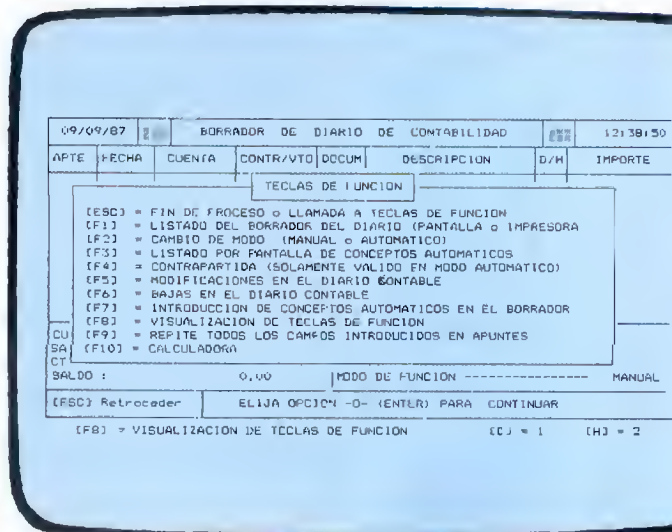 09/09/87 BORRADOR DE DIARIO DE CONTABILIDAD 12:38:50
APTE FECHA CUENTA CONTR/VTO DOCUM DESCRIPCION D/H IMPORTE
TECLAS DE FUNCION
[ESC] = FIN DE PROCESO o LLAMADA A TECLAS DE FUNCION
[F1] = LISTADO DEL BORRADOR DEL DIARIO (PANTALLA o IMPRESORA
[F2] = CAMBIO DE MODO (MANUAL o AUTOMATICO)
[F3] = LISTADO POR PANTALLA DE CONCEPTOS AUTOMATICOS
[F4] = CONTRAPARTIDA (SOLAMENTE VALIDO EN MODO AUTOMATICO)
[F5] = MODIFICACIONES EN EL DIARIO CONTABLE
[F6] = BAJAS EN EL DIARIO CONTABLE
[F7] = INTRODUCCION DE CONCEPTOS AUTOMATICOS EN EL BORRADOR
[F8] = VISUALIZACION DE TECLAS DE FUNCION
CU [F9] = REPITE TODOS LOS CAMPOS INTRODUCIDOS EN APUNTES
SA [F10] = CALCULADORA
CT
SALDO : 0,00 MODO DE FUNCION ---------------- MANUAL
[ESC] Retroceder ELIJA OPCION -O- (ENTER) PARA CONTINUAR
[F8] = VISUALIZACION DE TECLAS DE FUNCION [C] = 1 [H] = 2